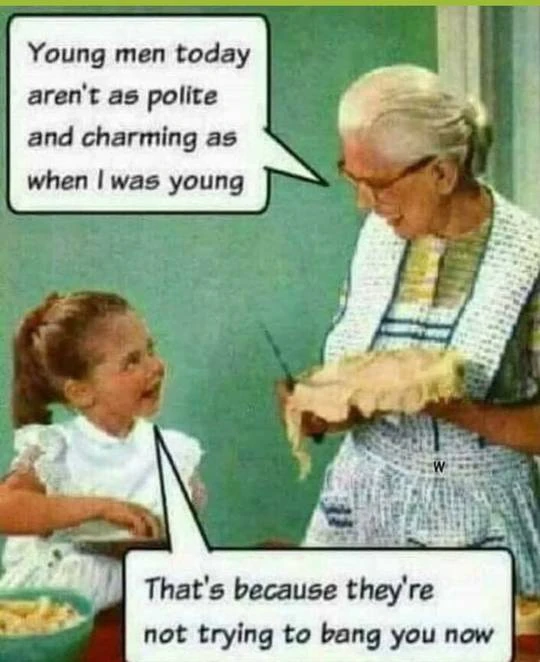 Young men today
aren't as polite
and charming as
when I was young
W
That's because they're
not trying to bang you now